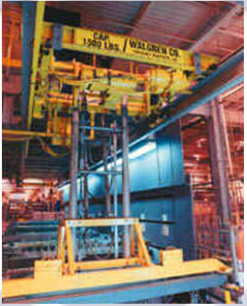 CAP.
1500 LBS. / WALGREN CO.